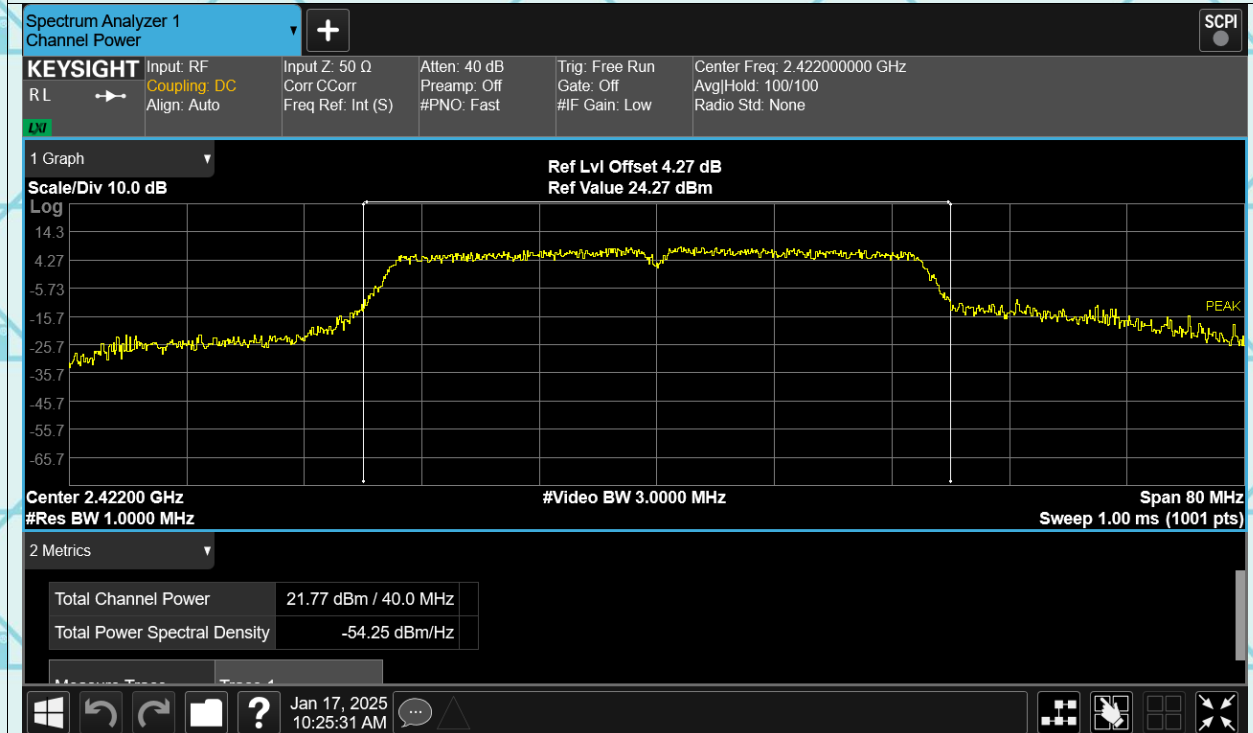 Spectrum Analyzer 1
Channel Power
▼
+
SCPI
KEYSIGHT
R L
LXI
Input: RF
Coupling: DC
Align: Auto
Input Z: 50 Ω
Corr CCorr
Freq Ref: Int (S)
Atten: 40 dB
Preamp: Off
#PNO: Fast
Trig: Free Run
Gate: Off
#IF Gain: Low
Center Freq: 2.422000000 GHz
Avg|Hold: 100/100
Radio Std: None
1 Graph ▼
Scale/Div 10.0 dB
Ref Lvl Offset 4.27 dB
Ref Value 24.27 dBm
Log
14.3
4.27
-5.73
-15.7
-25.7
-35.7
-45.7
-55.7
-65.7
PEAK
Center 2.42200 GHz
#Res BW 1.0000 MHz
#Video BW 3.0000 MHz
Span 80 MHz
Sweep 1.00 ms (1001 pts)
2 Metrics ▼
Total Channel Power 21.77 dBm / 40.0 MHz
Total Power Spectral Density -54.25 dBm/Hz
Measure Trace Trace 1
?
Jan 17, 2025
10:25:31 AM